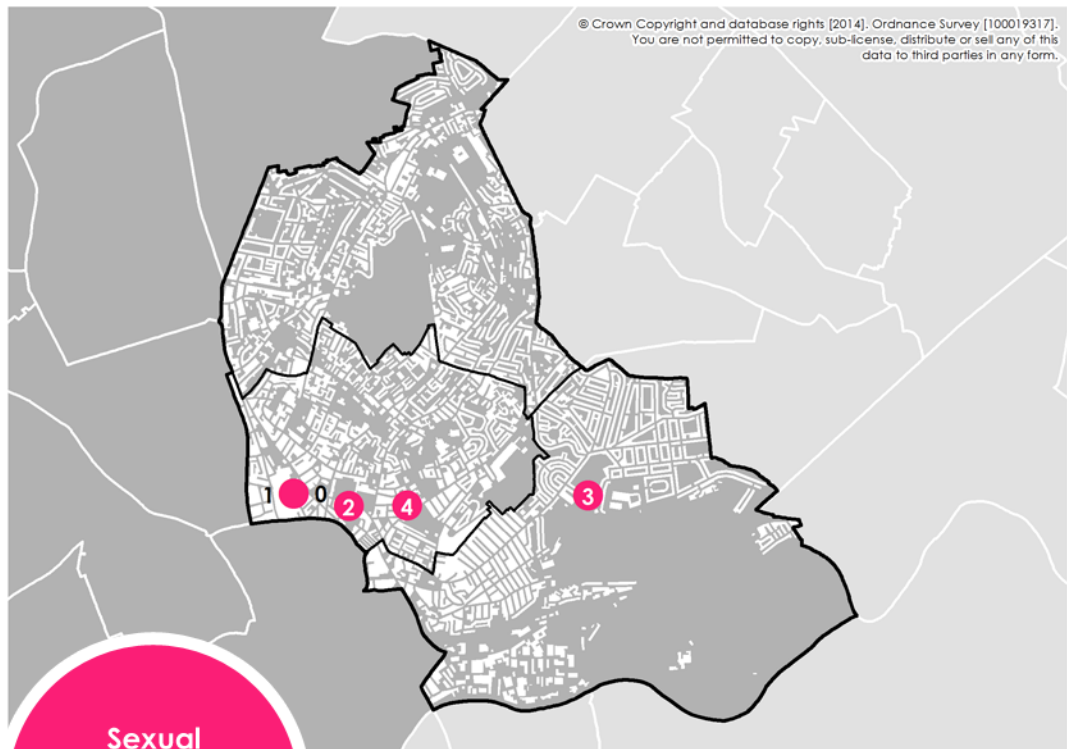 © Crown Copyright and database rights [2014]. Ordnance Survey [100019317].
You are not permitted to copy, sub-license, distribute or sell any of this
data to third parties in any form.
1 0
2
4
3
Sexual